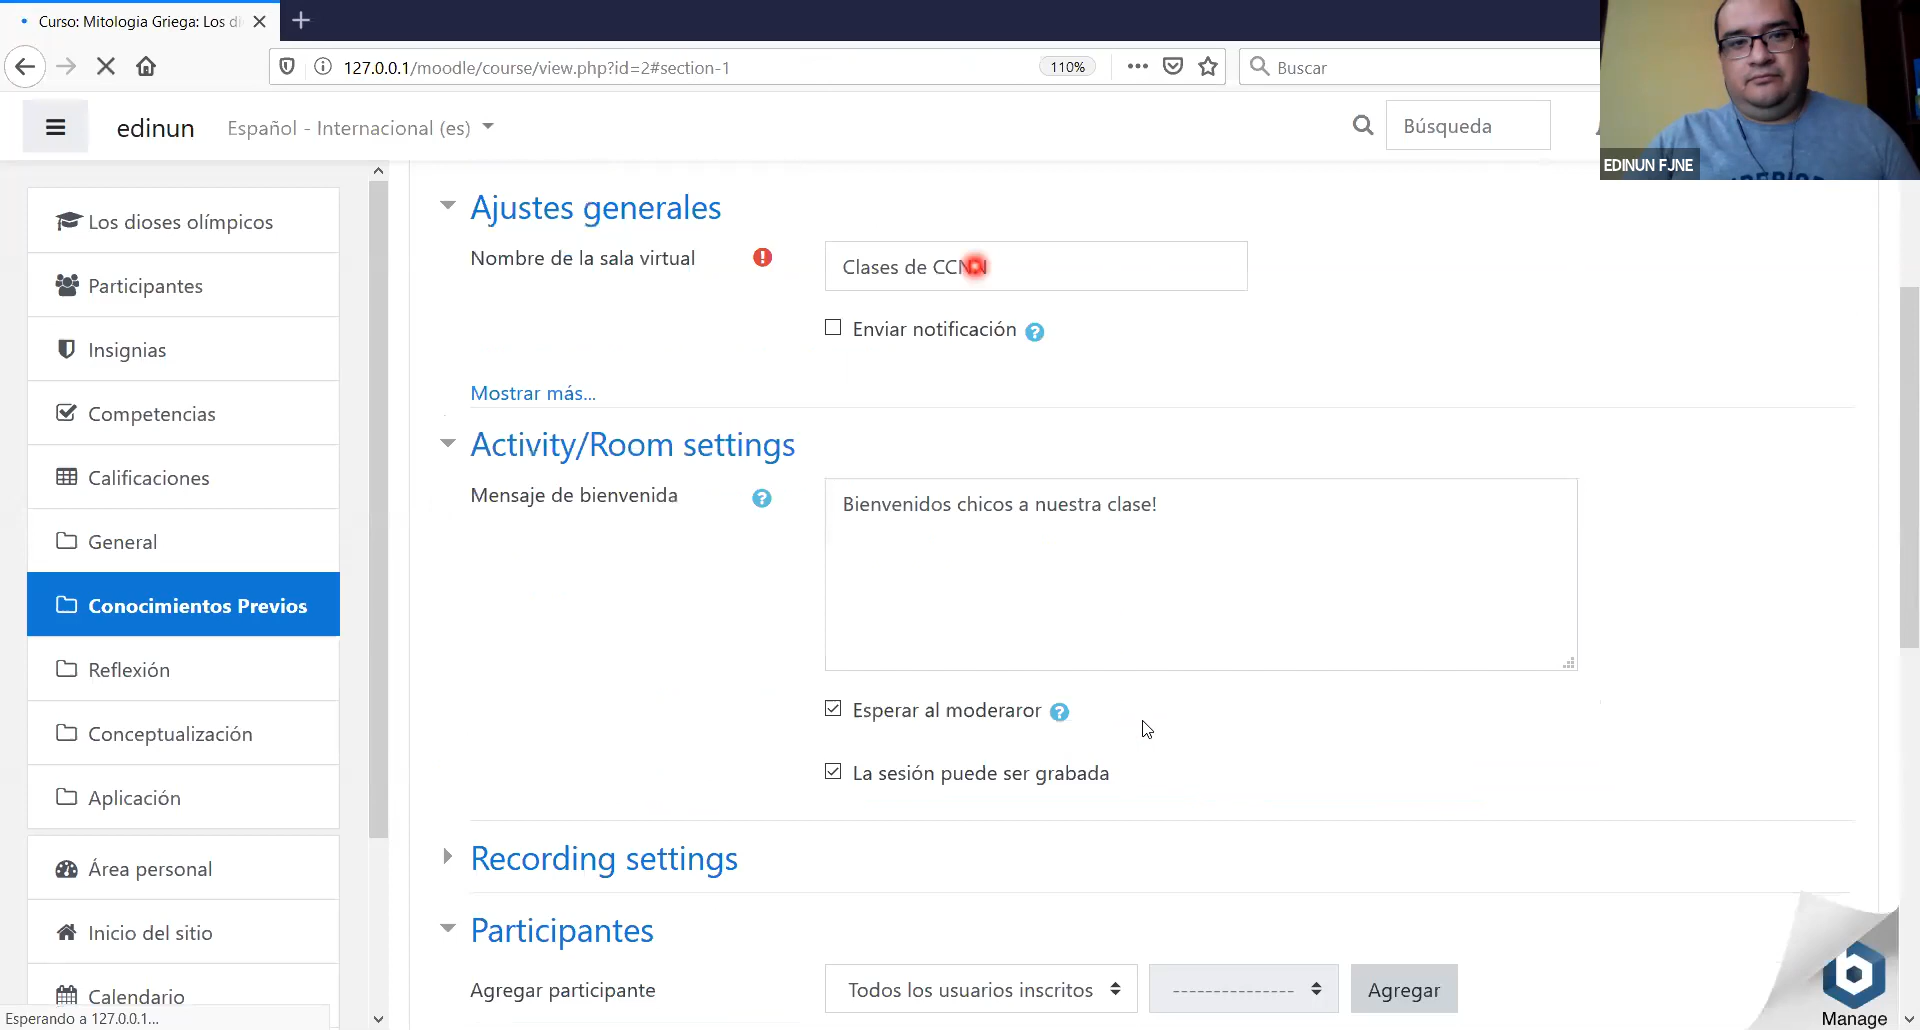 Curso: Mitologia Griega: Los di
127.0.0.1/moodle/course/view.php?id=2#section-1
110%
Buscar
EDINUN FJNE
edinun
Español - Internacional (es)
Búsqueda
Los dioses olímpicos
Participantes
Insignias
Competencias
Calificaciones
General
Conocimientos Previos
Reflexión
Conceptualización
Aplicación
Área personal
Inicio del sitio
Calendario
Esperando a 127.0.0.1...
Ajustes generales
Nombre de la sala virtual
Clases de CCNN
Enviar notificación
Mostrar más...
Activity/Room settings
Mensaje de bienvenida
Bienvenidos chicos a nuestra clase!
Esperar al moderaror
La sesión puede ser grabada
Recording settings
Participantes
Agregar participante
Todos los usuarios inscritos
---------------
Agregar
Manage